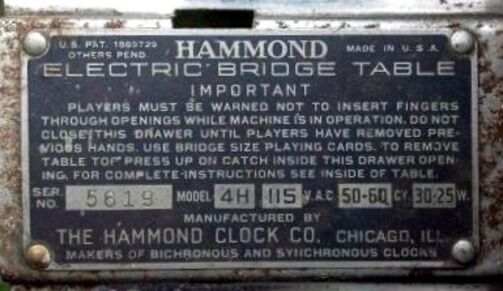 U.S. PAT. 1889729 HAMMOND MADE IN U.S.A.
OTHERS PEND.
ELECTRIC BRIDGE TABLE
IMPORTANT
PLAYERS MUST BE WARNED NOT TO INSERT FINGERS
THROUGH OPENINGS WHILE MACHINE IS IN OPERATION. DO NOT
CLOSE THIS DRAWER UNTIL PLAYERS HAVE REMOVED PRE-
VIOUS HANDS. USE BRIDGE SIZE PLAYING CARDS. TO REMOVE
TABLE TOP PRESS UP ON CATCH INSIDE THIS DRAWER OPEN-
ING. FOR COMPLETE INSTRUCTIONS SEE INSIDE OF TABLE.
SER. NO. 5619 MODEL 4H 115 V.A.C. 50-60 CY. 30-25 W.
MANUFACTURED BY
THE HAMMOND CLOCK CO. CHICAGO, ILL.
MAKERS OF BICHRONOUS AND SYNCHRONOUS CLOCKS